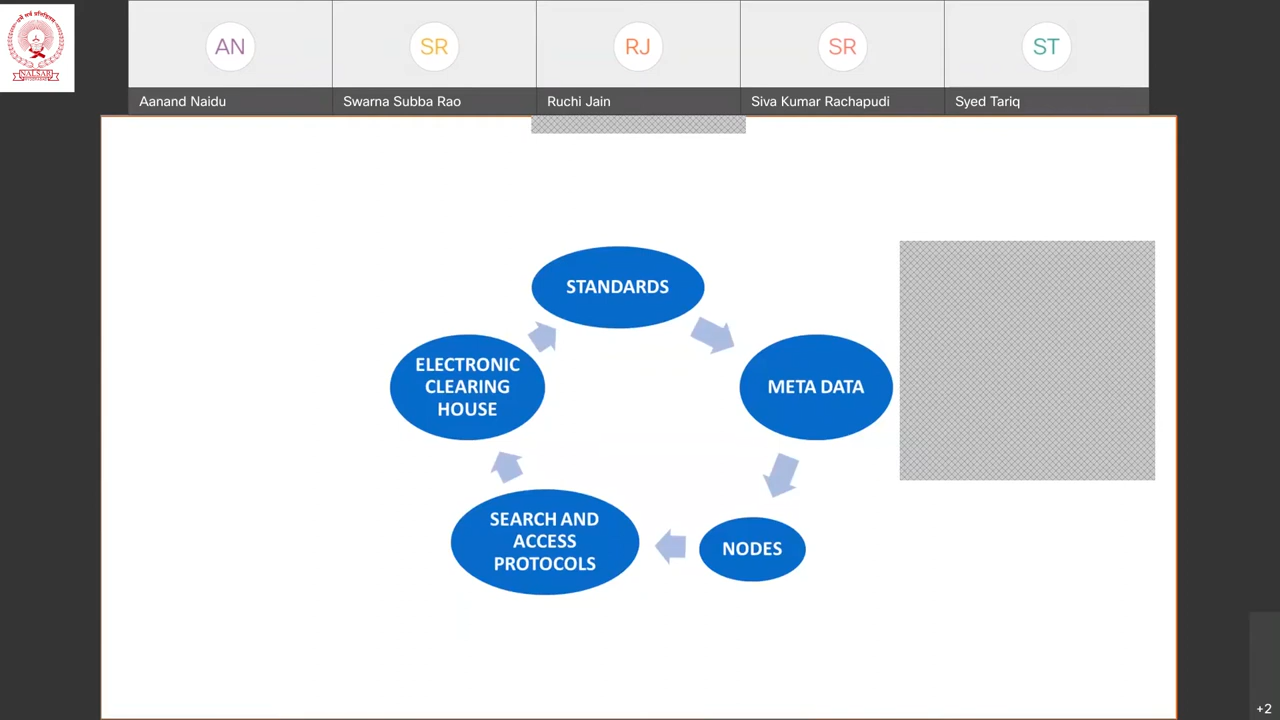 AN
SR
RJ
SR
ST
NALSAR
Aanand Naidu
Swarna Subba Rao
Ruchi Jain
Siva Kumar Rachapudi
Syed Tariq
STANDARDS
ELECTRONIC
CLEARING
HOUSE
META DATA
SEARCH AND
ACCESS
PROTOCOLS
NODES
+2